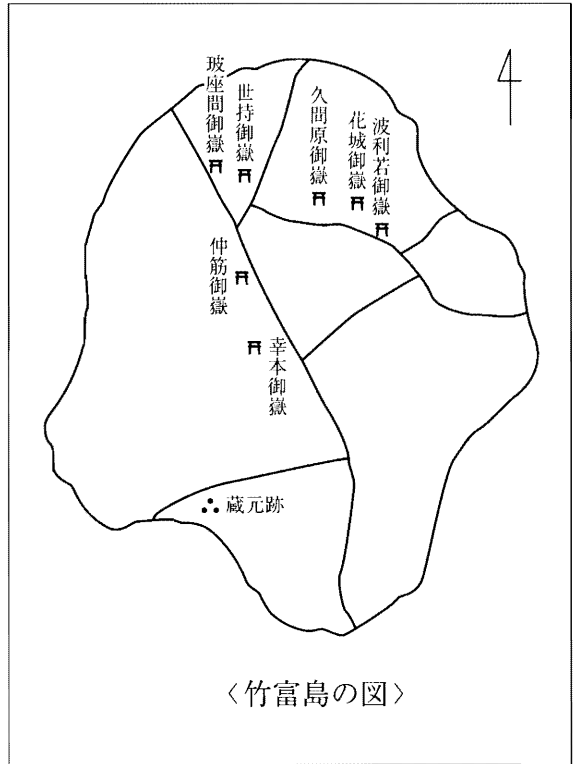 玻座間御嶽
世持御嶽
久間原御嶽
花城御嶽
波利若御嶽
仲筋御嶽
幸本御嶽
蔵元跡
〈竹富島の図〉